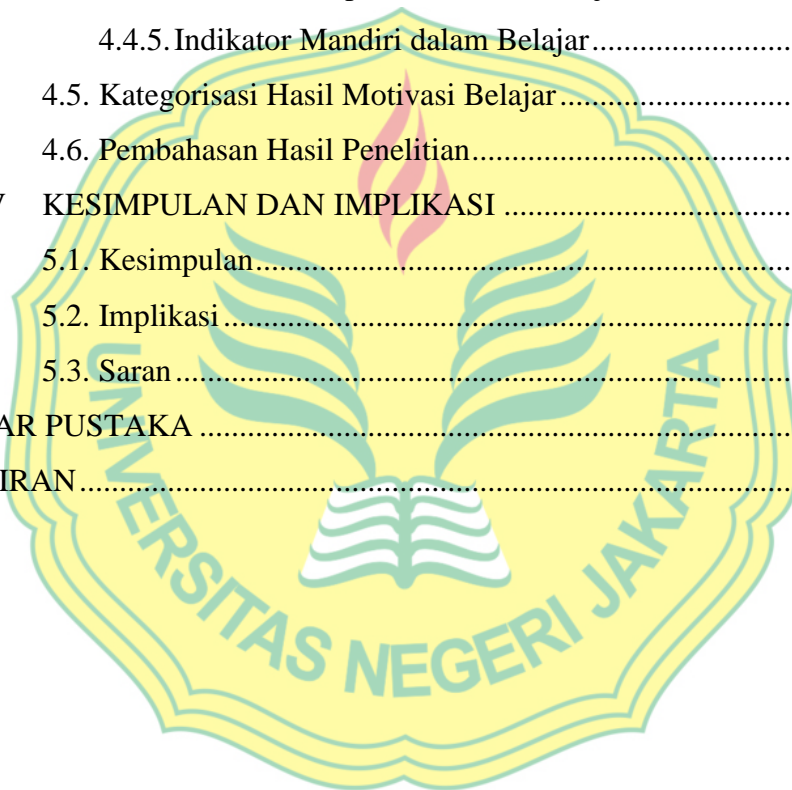 4.4.5. Indikator Mandiri dalam Belajar
4.5. Kategorisasi Hasil Motivasi Belajar
4.6. Pembahasan Hasil Penelitian
KESIMPULAN DAN IMPLIKASI
5.1. Kesimpulan
5.2. Implikasi
5.3. Saran
AR PUSTAKA
IRAN
UNIVERSITAS NEGERI JAKARTA